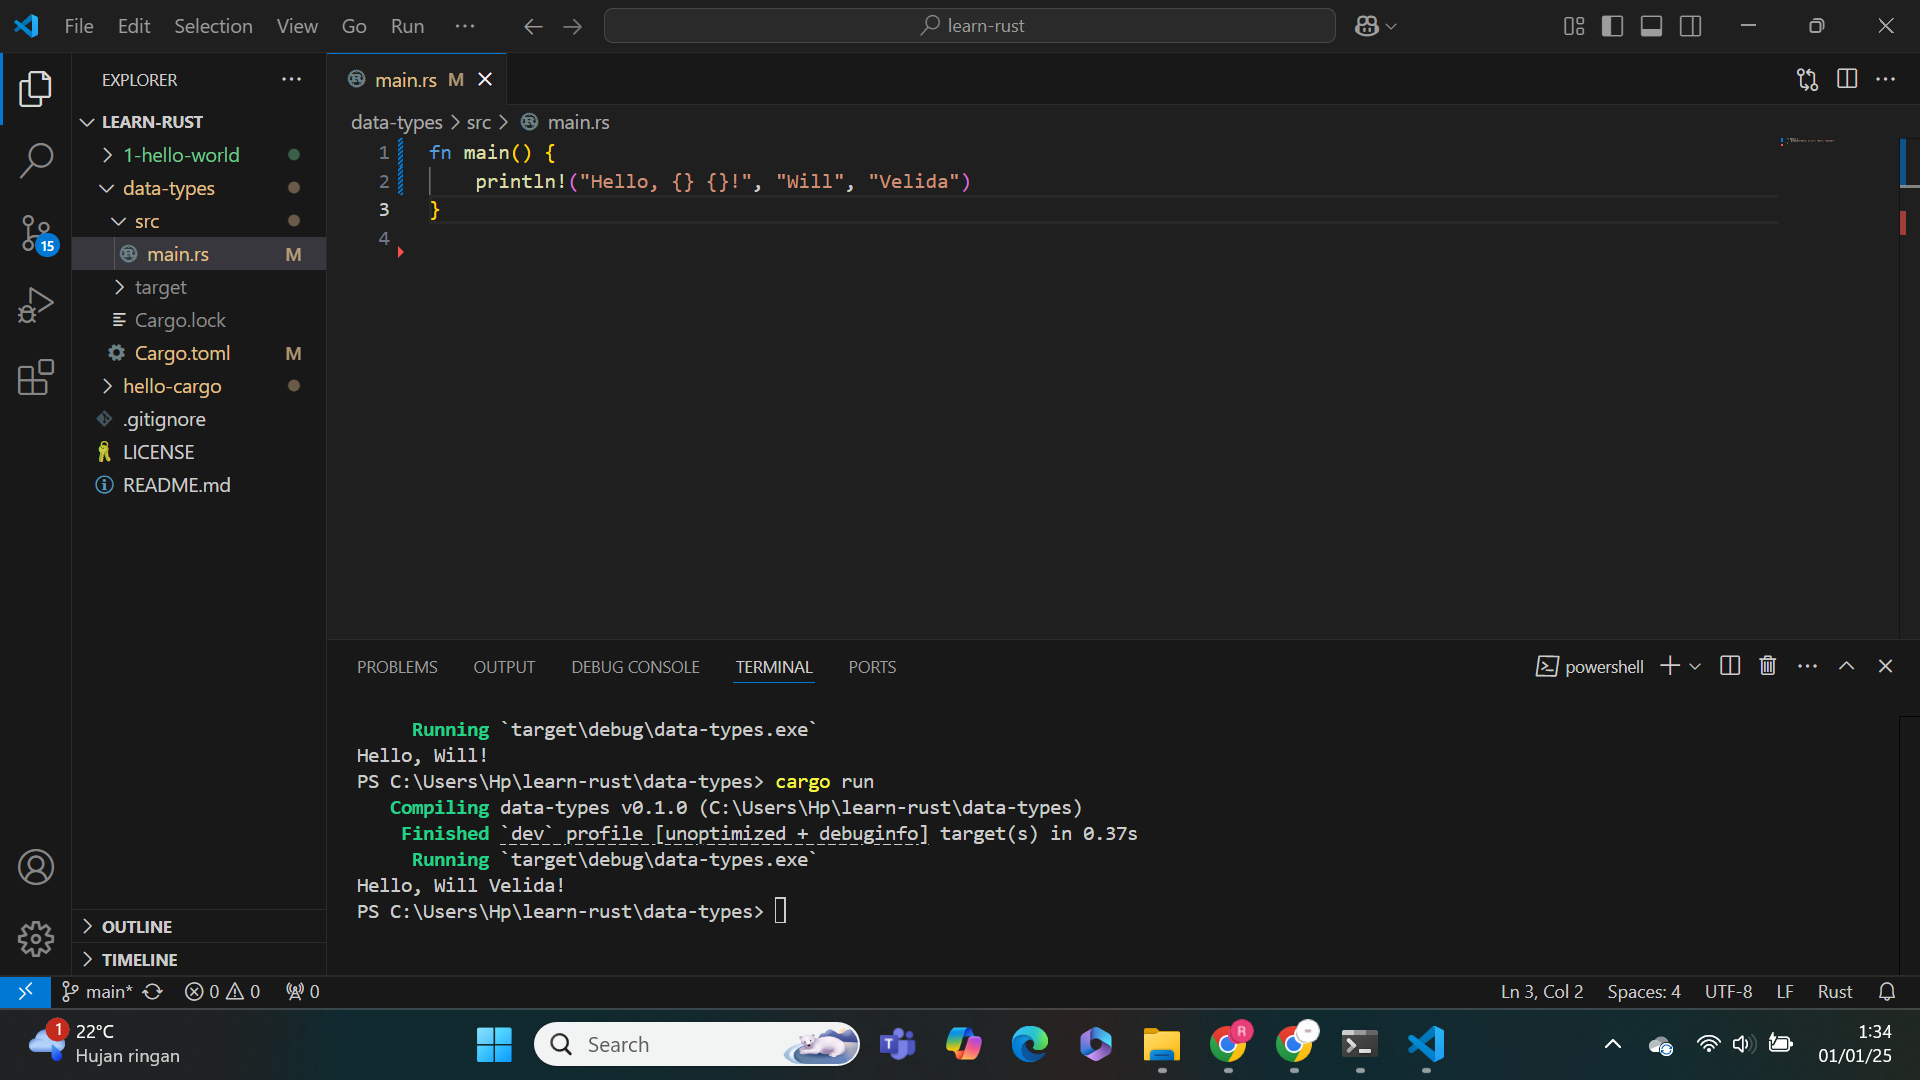 File Edit Selection View Go Run ··· learn-rust
EXPLORER
LEARN-RUST
1-hello-world
data-types
src
main.rs M
target
Cargo.lock
Cargo.toml M
hello-cargo
.gitignore
LICENSE
README.md
OUTLINE
TIMELINE
15
main.rs M
data-types > src > main.rs
1 fn main() {
2 println!("Hello, {} {}!", "Will", "Velida")
3 }
4
PROBLEMS OUTPUT DEBUG CONSOLE TERMINAL PORTS powershell
Running `target\debug\data-types.exe`
Hello, Will!
PS C:\Users\Hp\learn-rust\data-types> cargo run
Compiling data-types v0.1.0 (C:\Users\Hp\learn-rust\data-types)
Finished `dev` profile [unoptimized + debuginfo] target(s) in 0.37s
Running `target\debug\data-types.exe`
Hello, Will Velida!
PS C:\Users\Hp\learn-rust\data-types>
main* 0 0 0 Ln 3, Col 2 Spaces: 4 UTF-8 LF Rust
1 22°C
Hujan ringan
Search
R
1:34
01/01/25